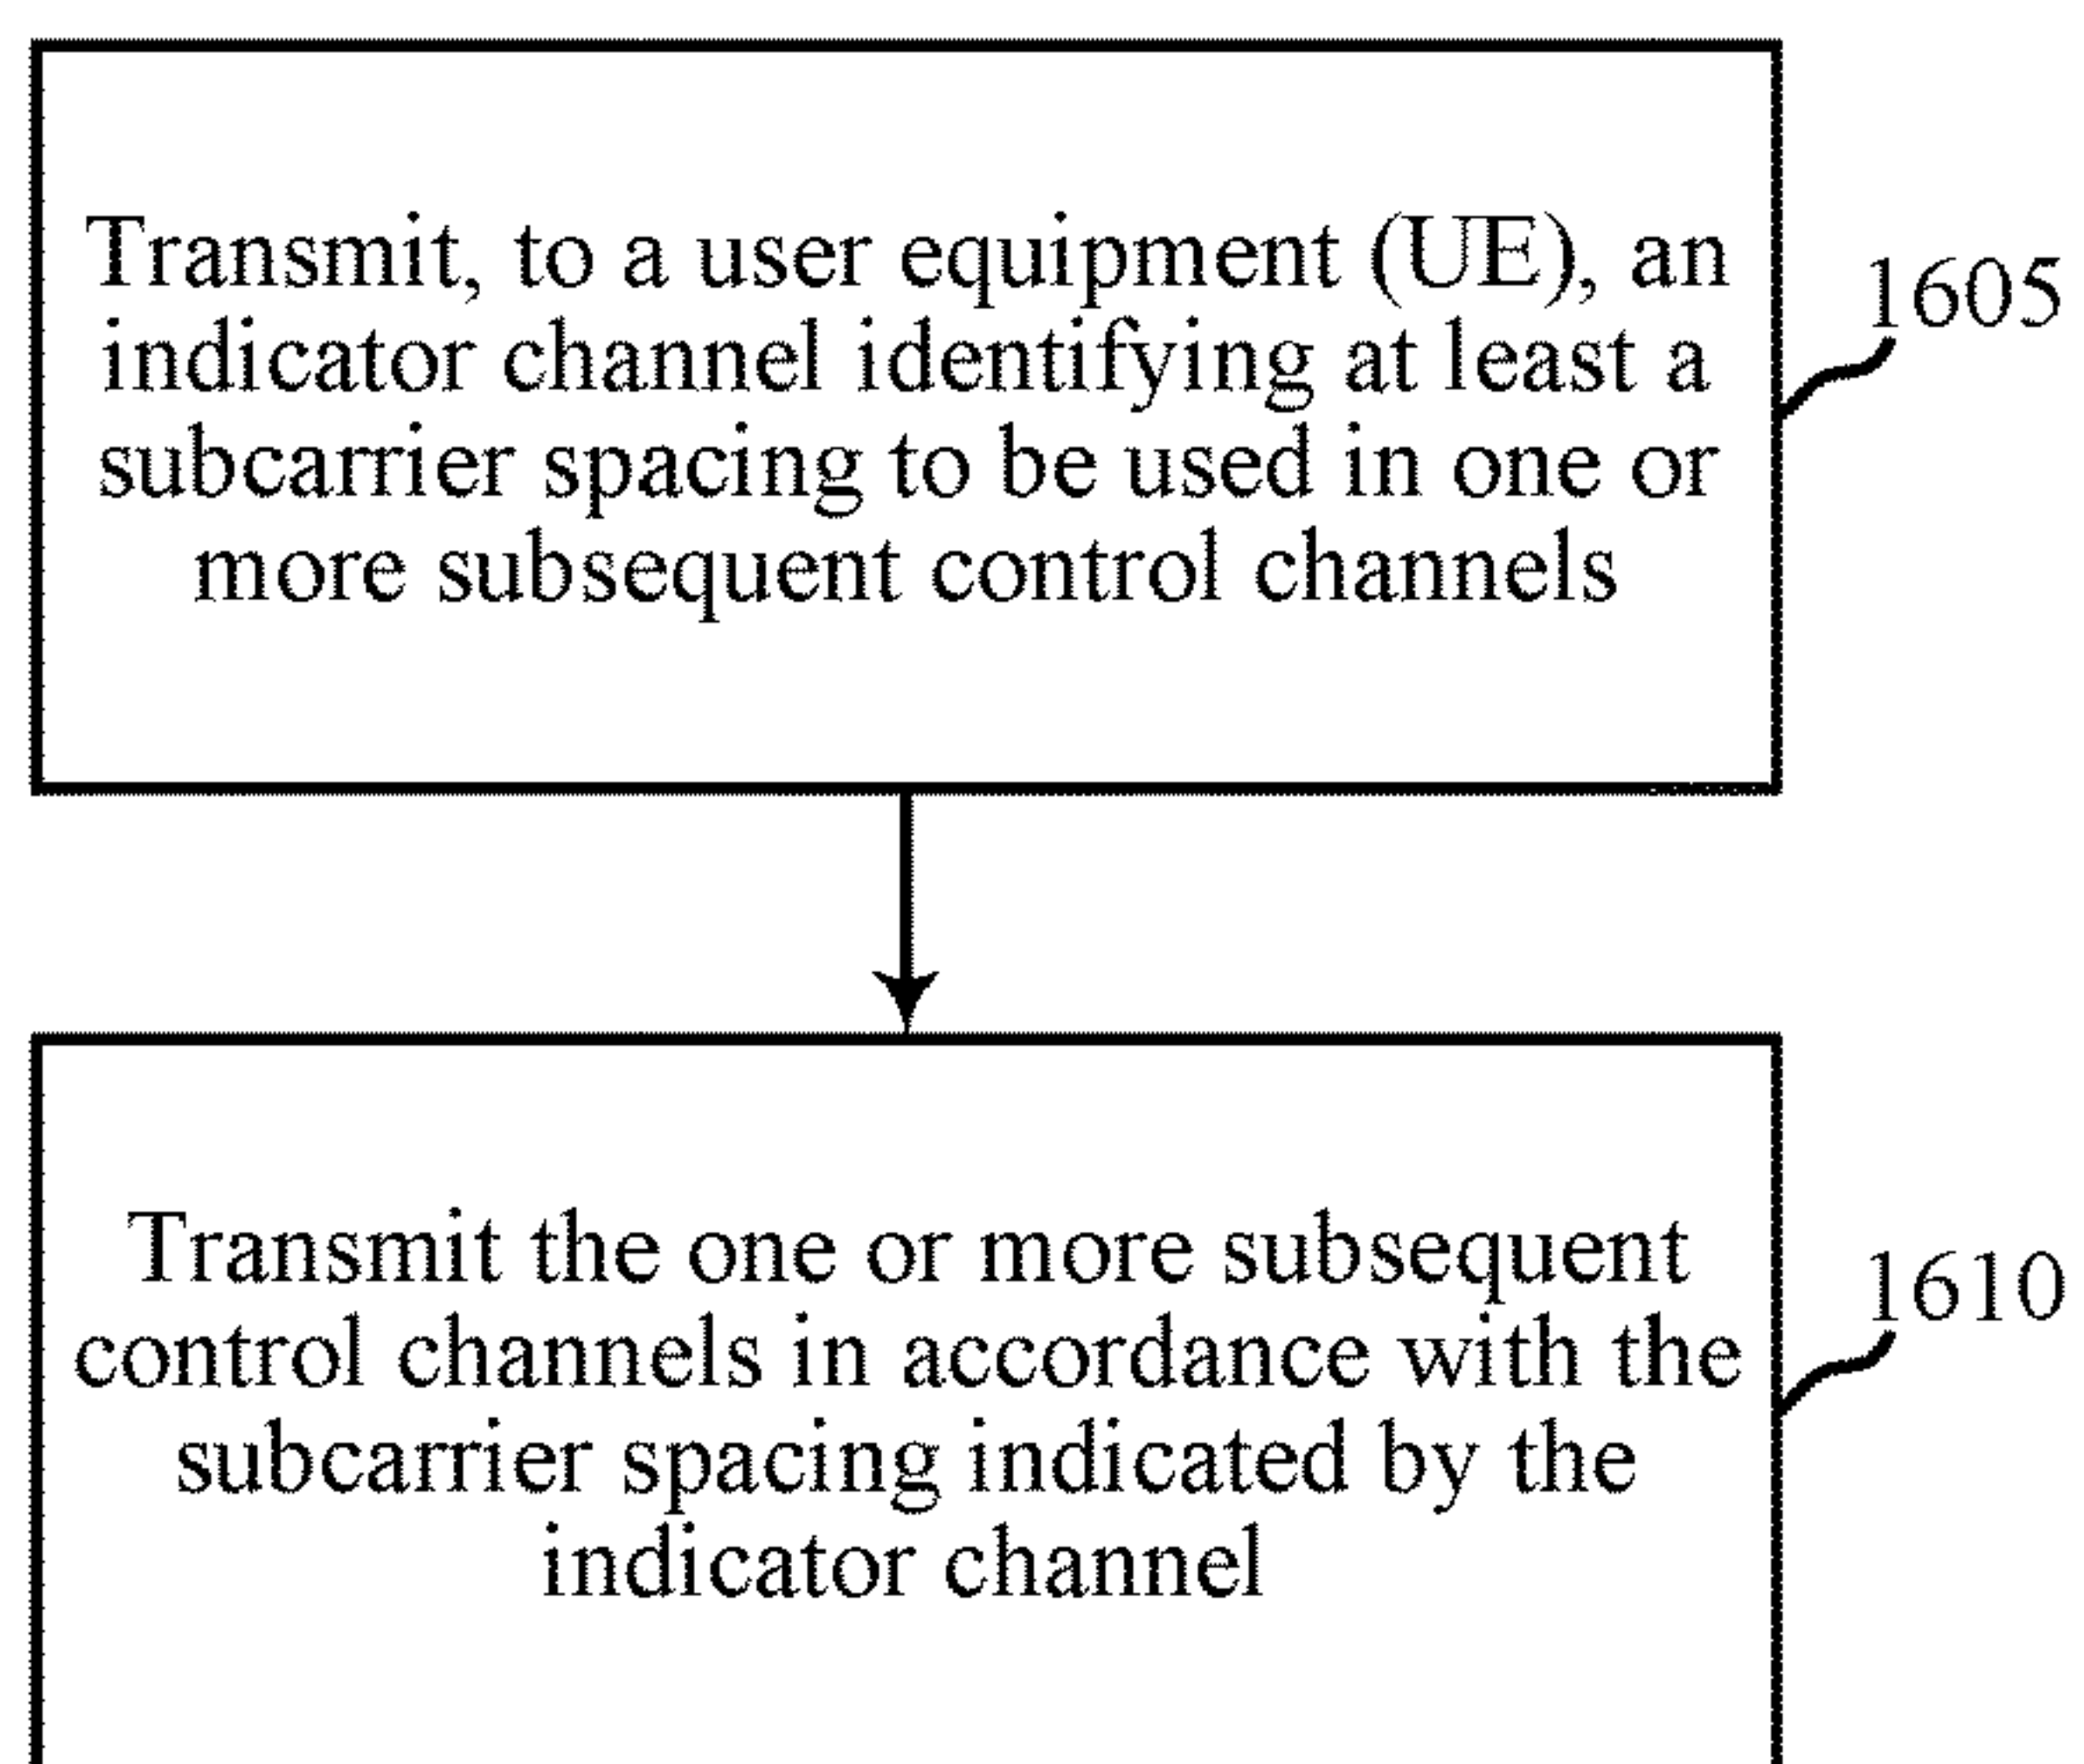 Transmit, to a user equipment (UE), an
indicator channel identifying at least a
subcarrier spacing to be used in one or
more subsequent control channels
1605
Transmit the one or more subsequent
control channels in accordance with the
subcarrier spacing indicated by the
indicator channel
1610